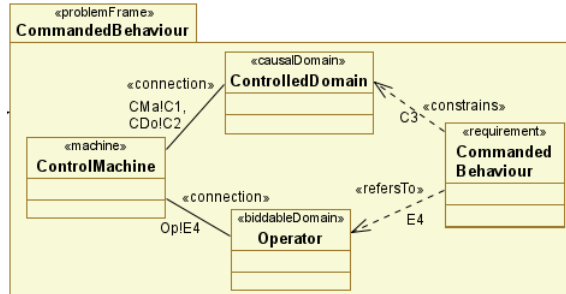 «problemFrame»
CommandedBehaviour
«causalDomain»
ControlledDomain
«connection»
CMa!C1,
CDo!C2
«constrains»
C3
«machine»
ControlMachine
«requirement»
Commanded
Behaviour
«connection»
«refersTo»
Op!E4
E4
«biddableDomain»
Operator